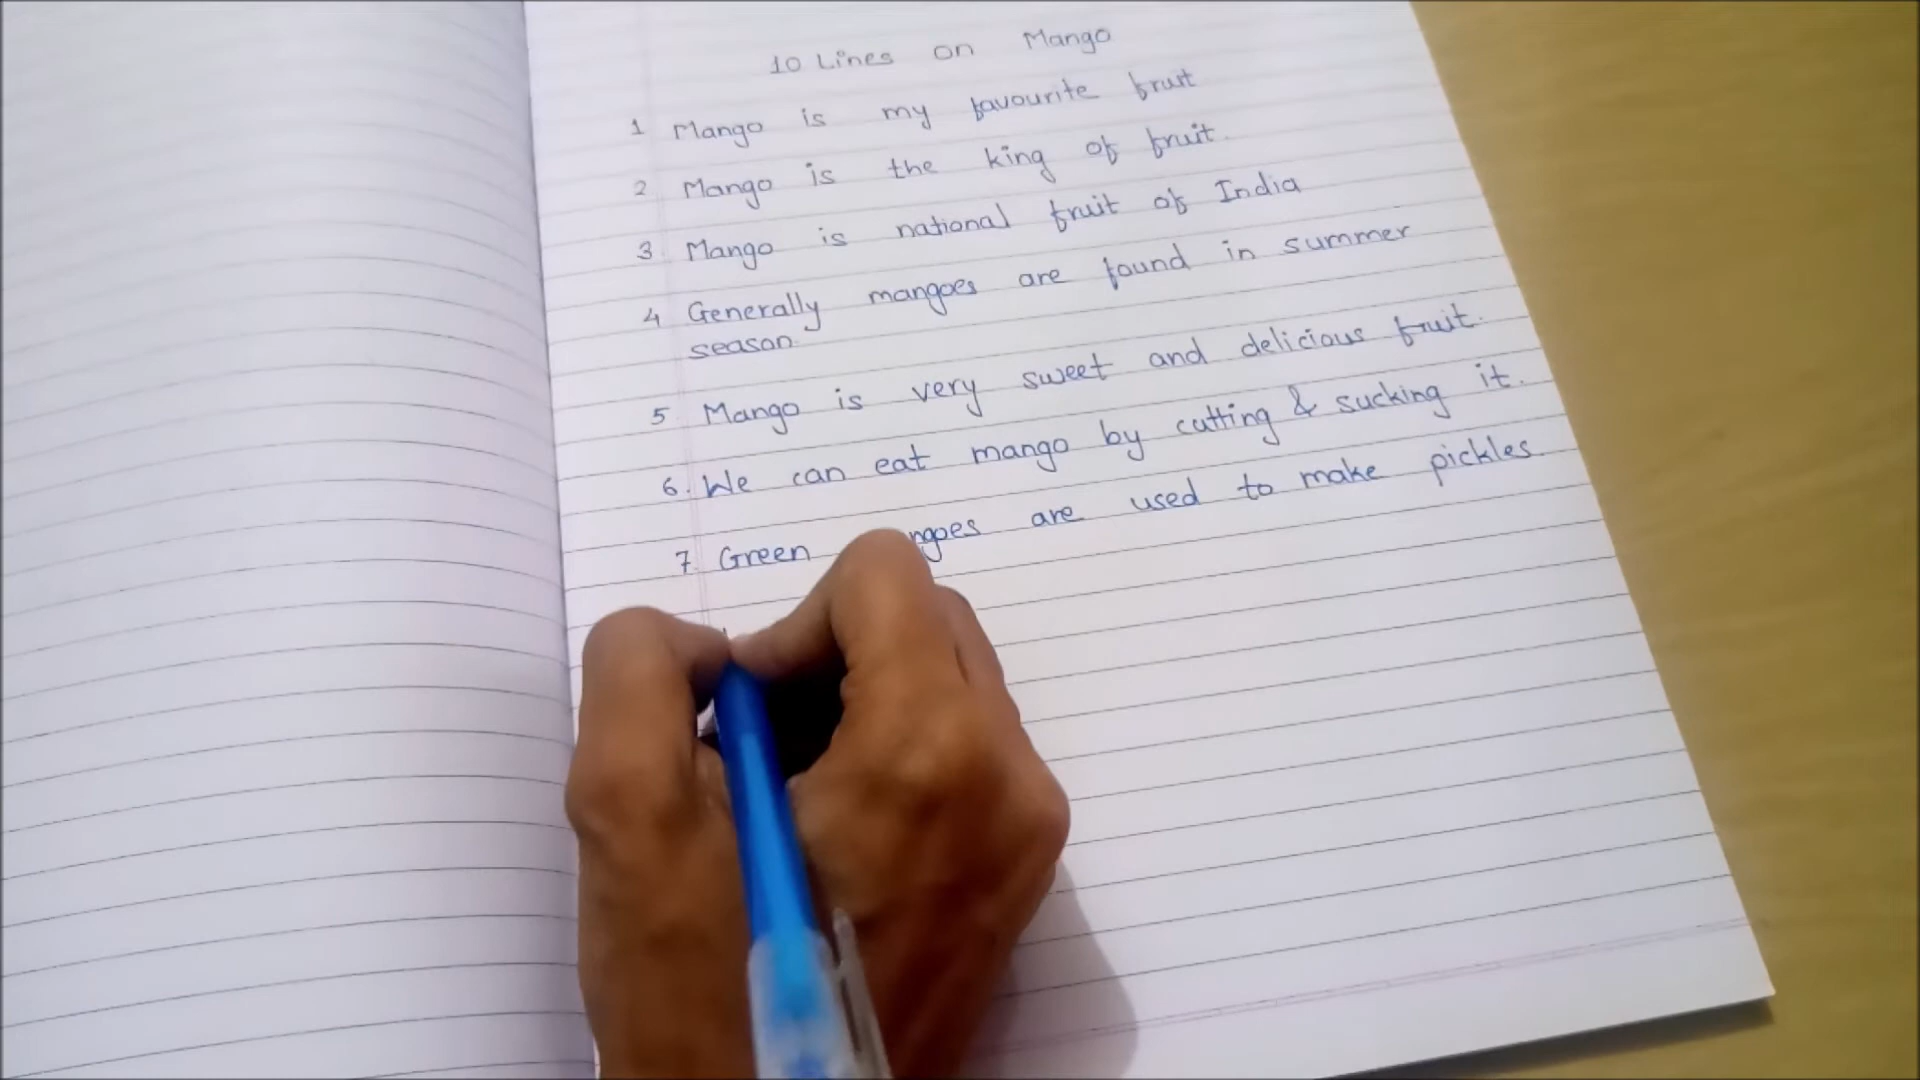 10 Lines on Mango
1 Mango is my favourite fruit
2 Mango is the king of fruit.
3. Mango is national fruit of India
4 Generally mangoes are found in summer
season.
5. Mango is very sweet and delicious fruit.
6. We can eat mango by cutting & sucking it.
7. Green ngoes are used to make pickles.